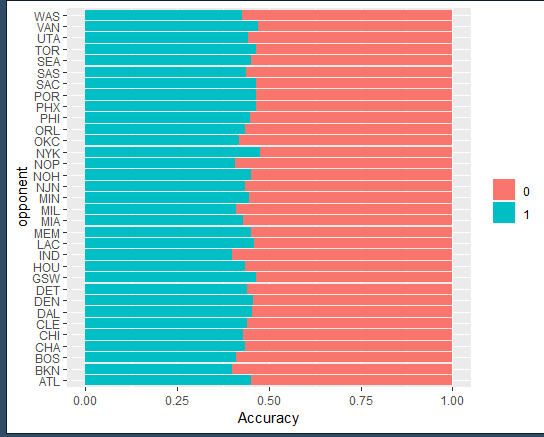 WAS
VAN
UTA
TOR
SEA
SAS
SAC
POR
PHX
PHI
ORL
OKC
NYK
NOP
NOH
NJN
MIN
MIL
MIA
MEM
LAC
IND
HOU
GSW
DET
DEN
DAL
CLE
CHI
CHA
BOS
BKN
ATL
opponent
0.00 0.25 0.50 0.75 1.00
Accuracy
0
1